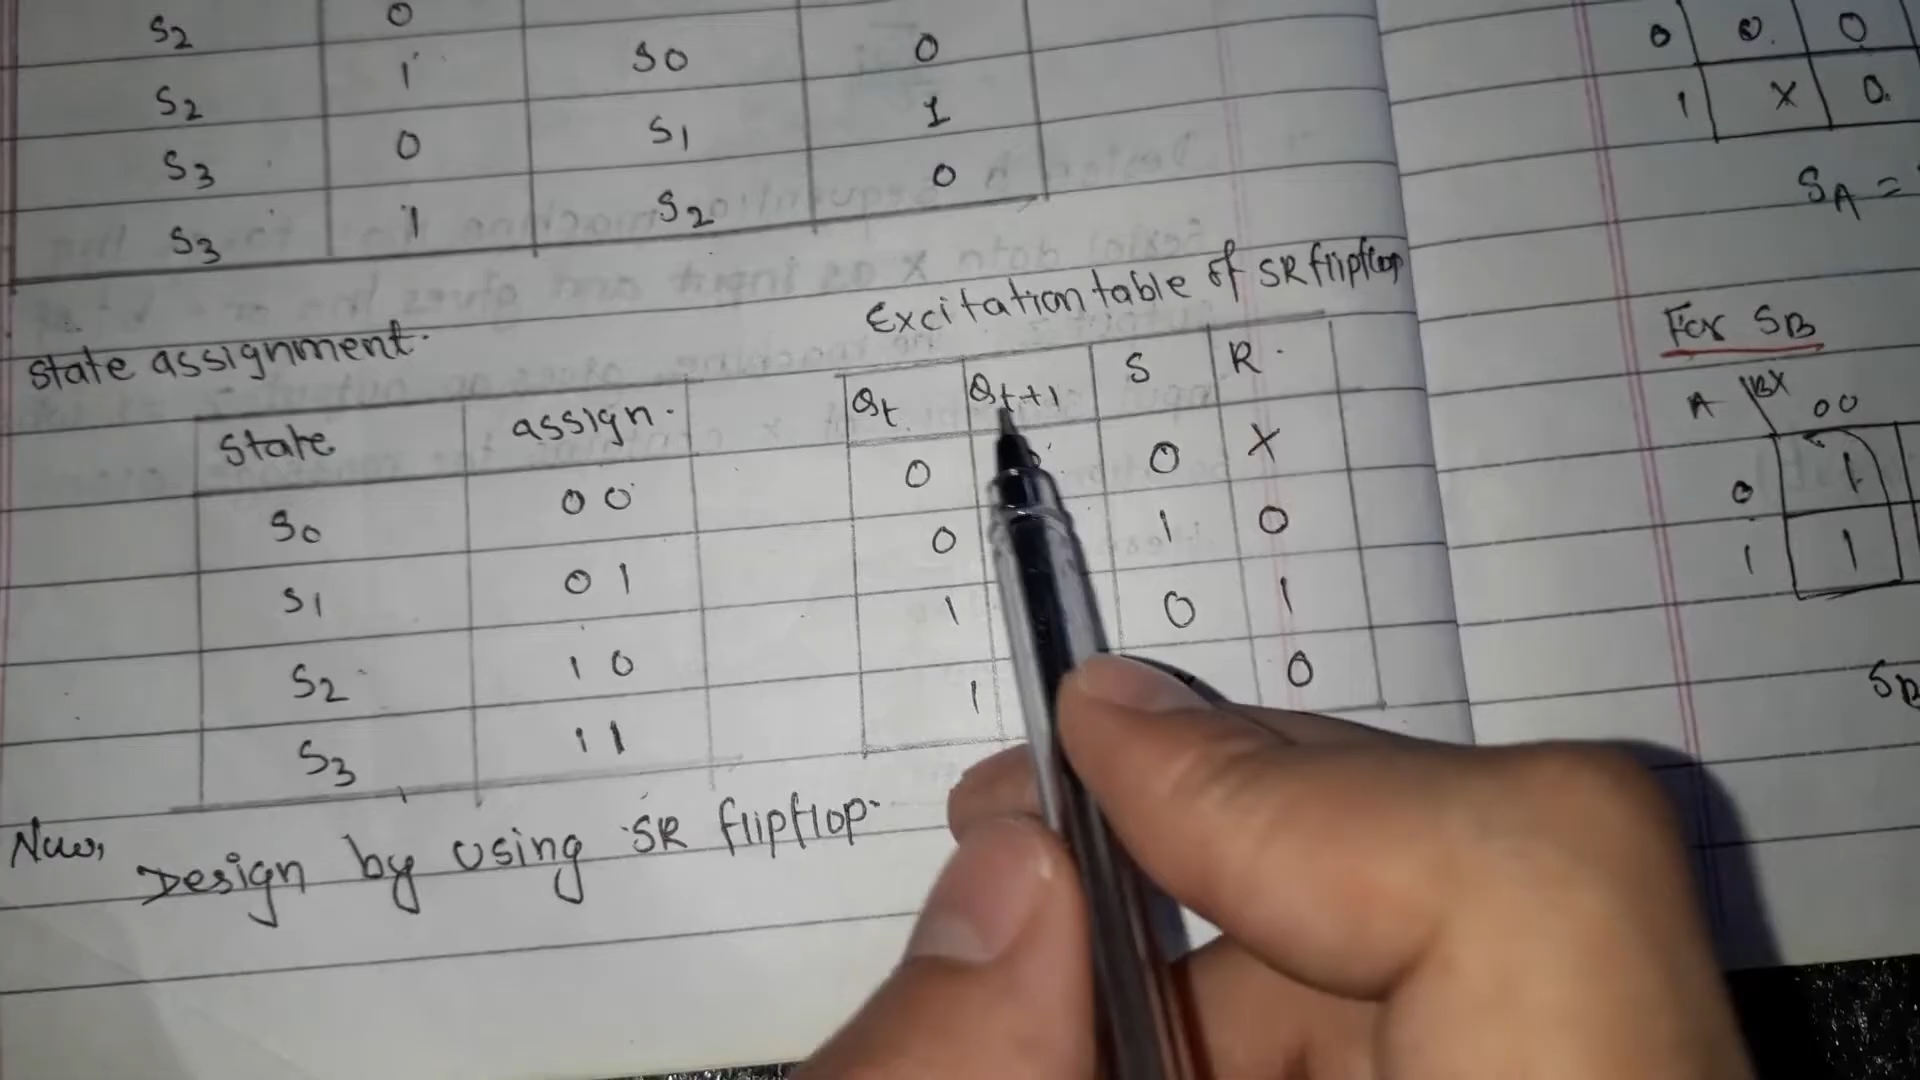 S2 0
S2 1 S0 0
S3 0 S1 1
S3 1 S2 0
State assignment.
State assign.
S0 00
S1 01
S2 10
S3 11
Excitation table of SR flipflop
Qt Qt+1 S R.
0 0 X
0 1 0
1 0 1
1 0
Now,
Design by using SR flipflop.
0 0. 0
1 X 0.
SA =
For SB
A BX 00
0 1
1 1
SB